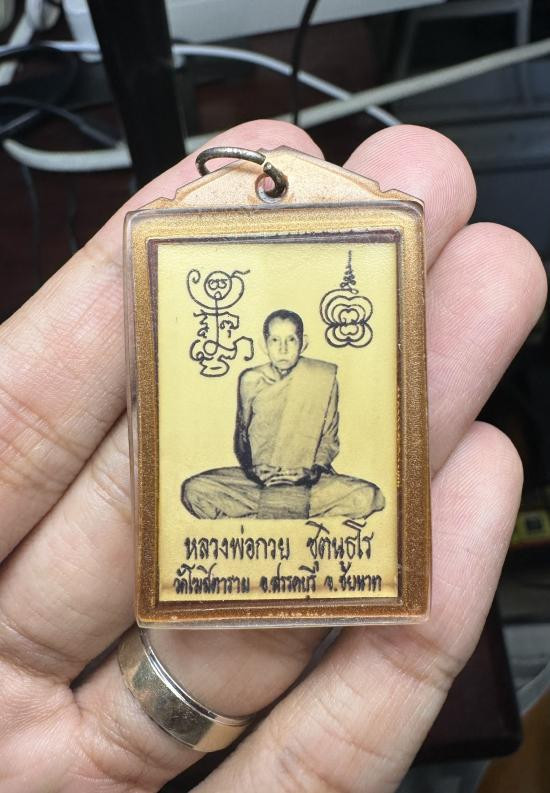 หลวงพ่อกวย ชุตินฺธโร
วัดโฆสิตาราม อ.สรรคบุรี จ.ชัยนาท